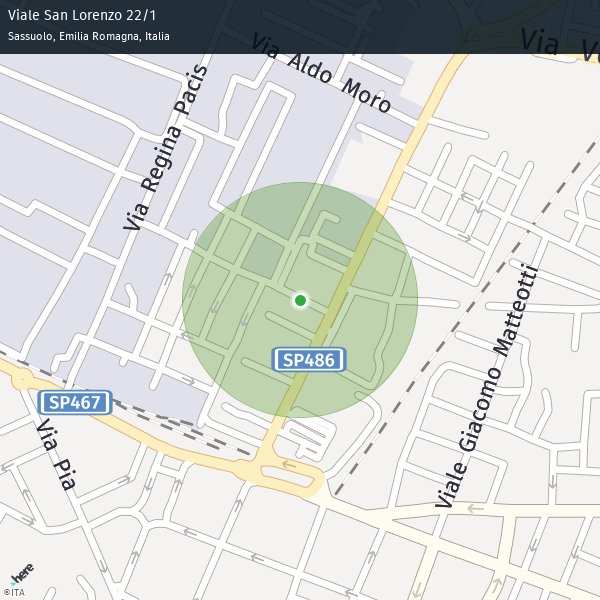 Viale San Lorenzo 22/1
Sassuolo, Emilia Romagna, Italia
Via Aldo Moro
Via
Via Regina Pacis
Viale Giacomo Matteotti
SP486
SP467
Via Pia
here
©ITA